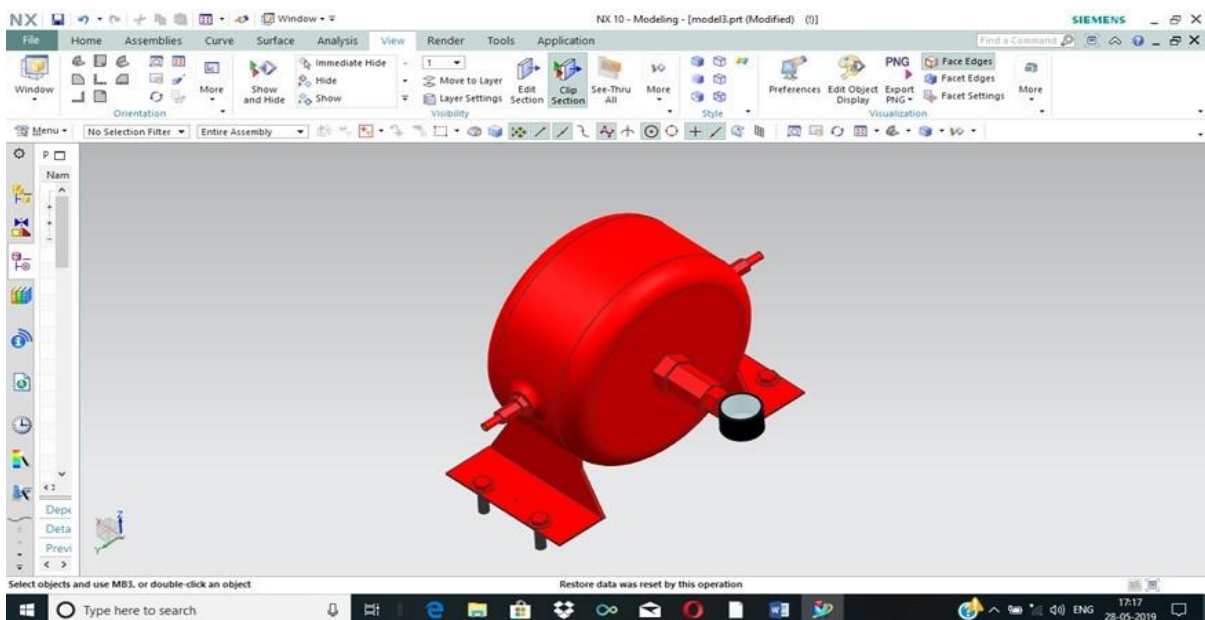 NX Window NX 10 - Modeling - [model3.prt (Modified) (!)] SIEMENS
File Home Assemblies Curve Surface Analysis View Render Tools Application Find a Command
Window
More
Orientation
Show and Hide
Immediate Hide
Hide
Show
1
Move to Layer
Layer Settings
Edit Section
Clip Section
See-Thru All
More
Visibility
Style
Preferences
Edit Object Display
PNG
Export PNG
Face Edges
Facet Edges
Facet Settings
More
Visualization
Menu No Selection Filter Entire Assembly
P
Nam
Depe
Deta
Previ
X Y Z
Select objects and use MB3, or double-click an object Restore data was reset by this operation
Type here to search ENG 17:17
28-05-2019